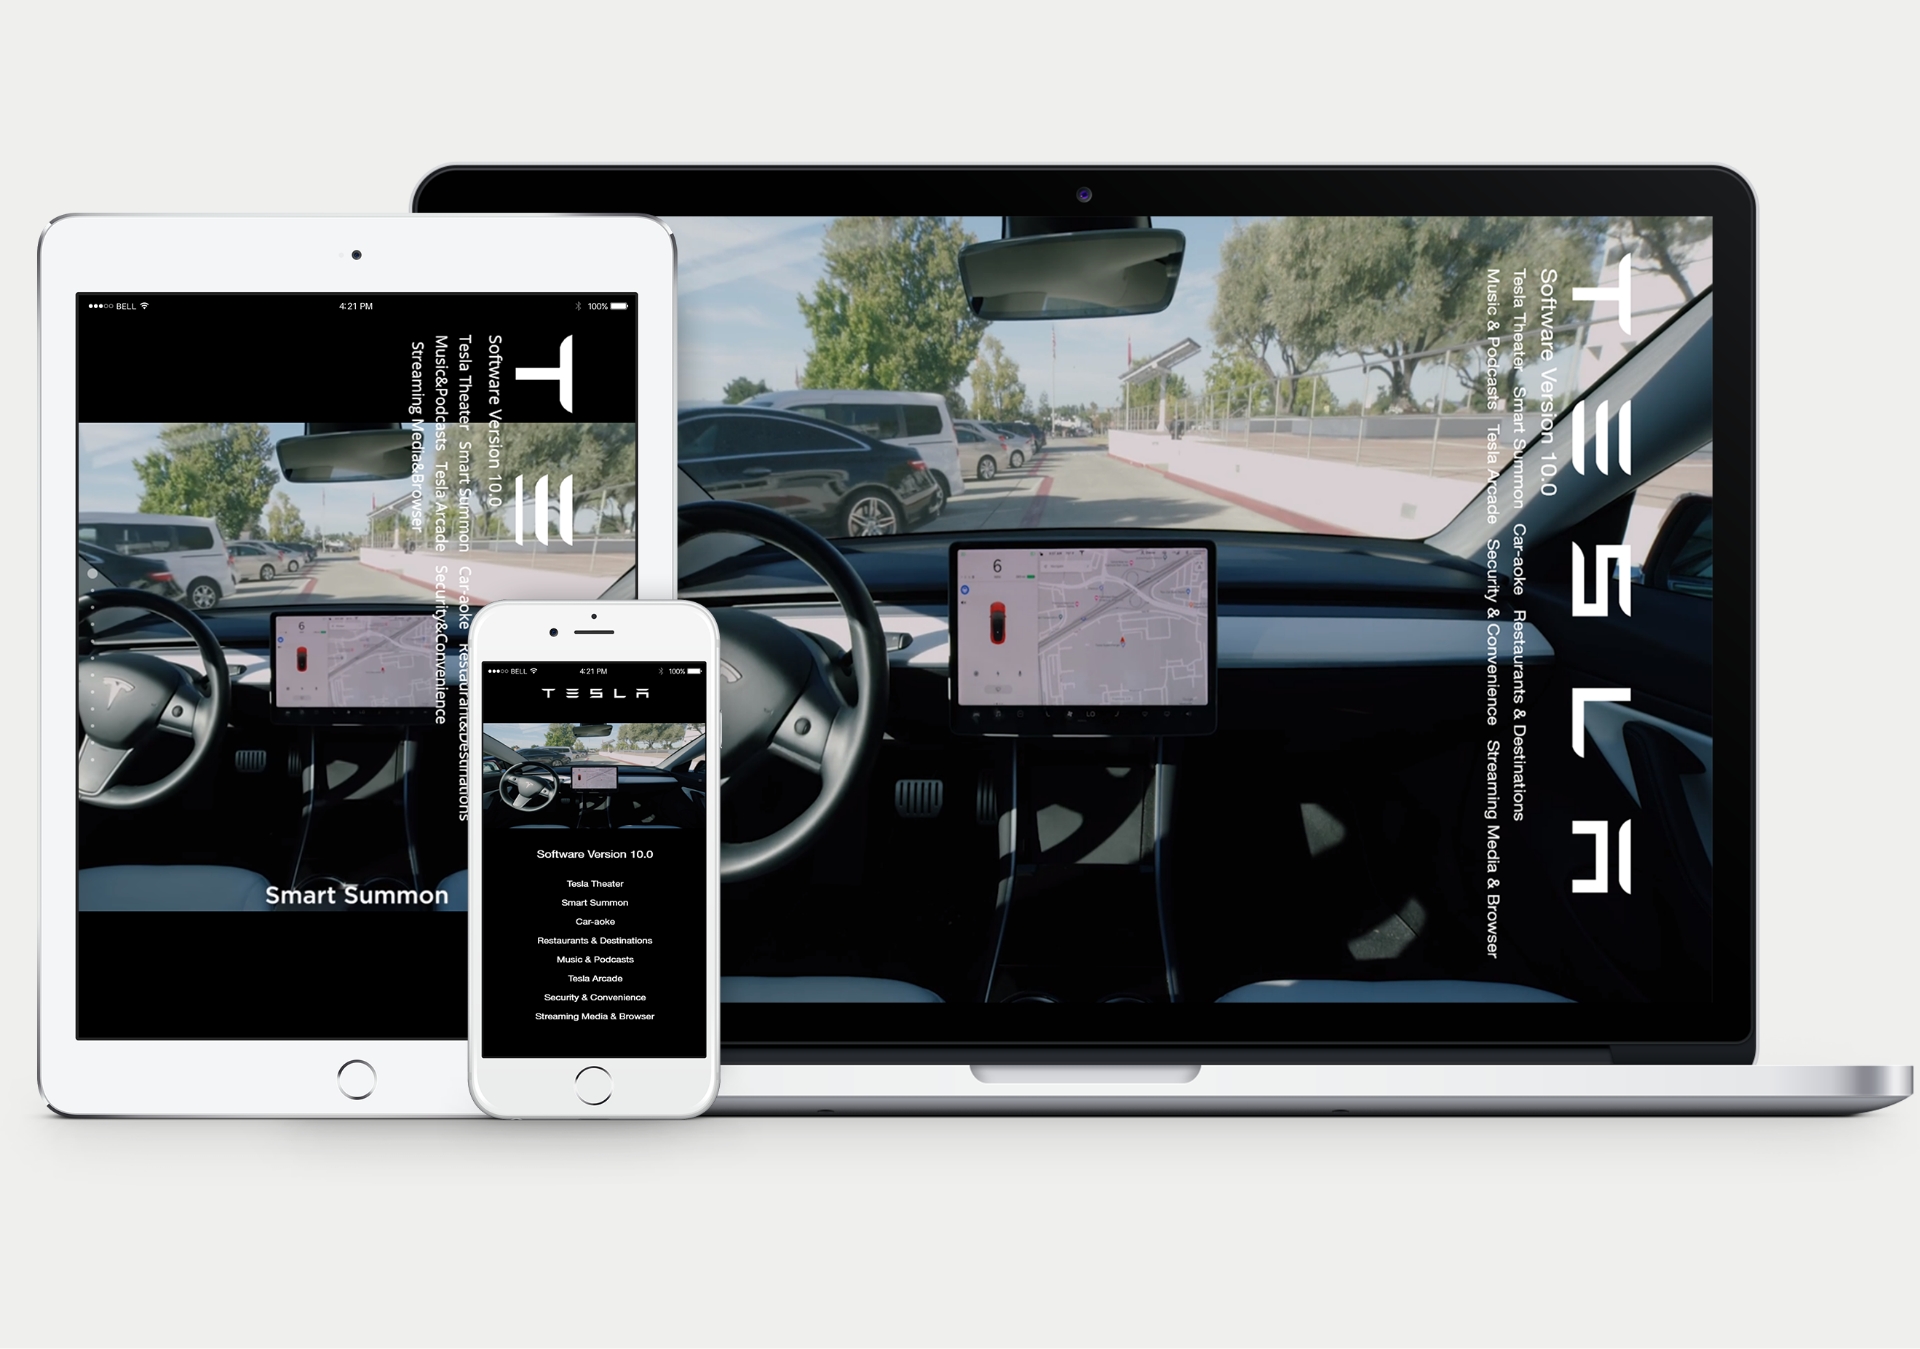 ●●●○○ BELL
4:21 PM
100%
TESLA
Software Version 10.0
Tesla Theater Smart Summon Car-aoke Restaurant&Destinations
Music&Podcasts Tesla Arcade Security&Convenience
Streaming Media&Browser
6
Smart Summon
●●●○○ BELL
4:21 PM
100%
TESLA
Software Version 10.0
Tesla Theater
Smart Summon
Car-aoke
Restaurants & Destinations
Music & Podcasts
Tesla Arcade
Security & Convenience
Streaming Media & Browser
TESLA
Software Version 10.0
Tesla Theater Smart Summon Car-aoke Restaurants & Destinations
Music & Podcasts Tesla Arcade Security & Convenience Streaming Media & Browser
6